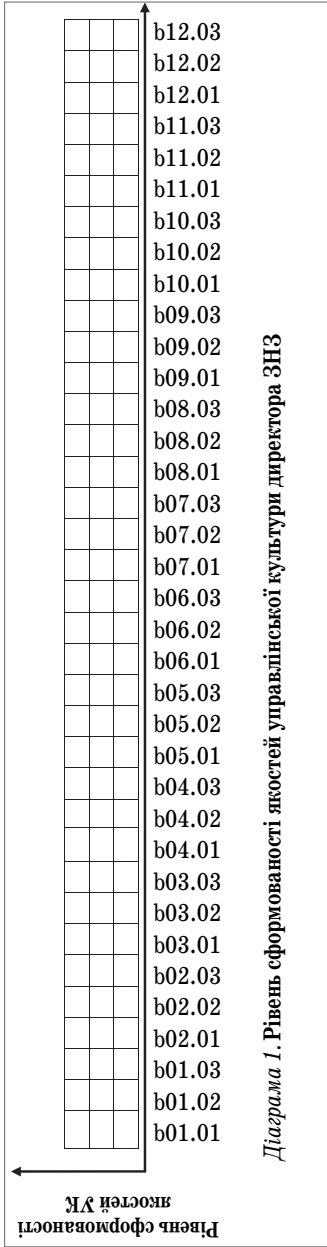 Рівень сформованості
якостей УК
b01.01
b01.02
b01.03
b02.01
b02.02
b02.03
b03.01
b03.02
b03.03
b04.01
b04.02
b04.03
b05.01
b05.02
b05.03
b06.01
b06.02
b06.03
b07.01
b07.02
b07.03
b08.01
b08.02
b08.03
b09.01
b09.02
b09.03
b10.01
b10.02
b10.03
b11.01
b11.02
b11.03
b12.01
b12.02
b12.03
Діаграма 1. Рівень сформованості якостей управлінської культури директора ЗНЗ